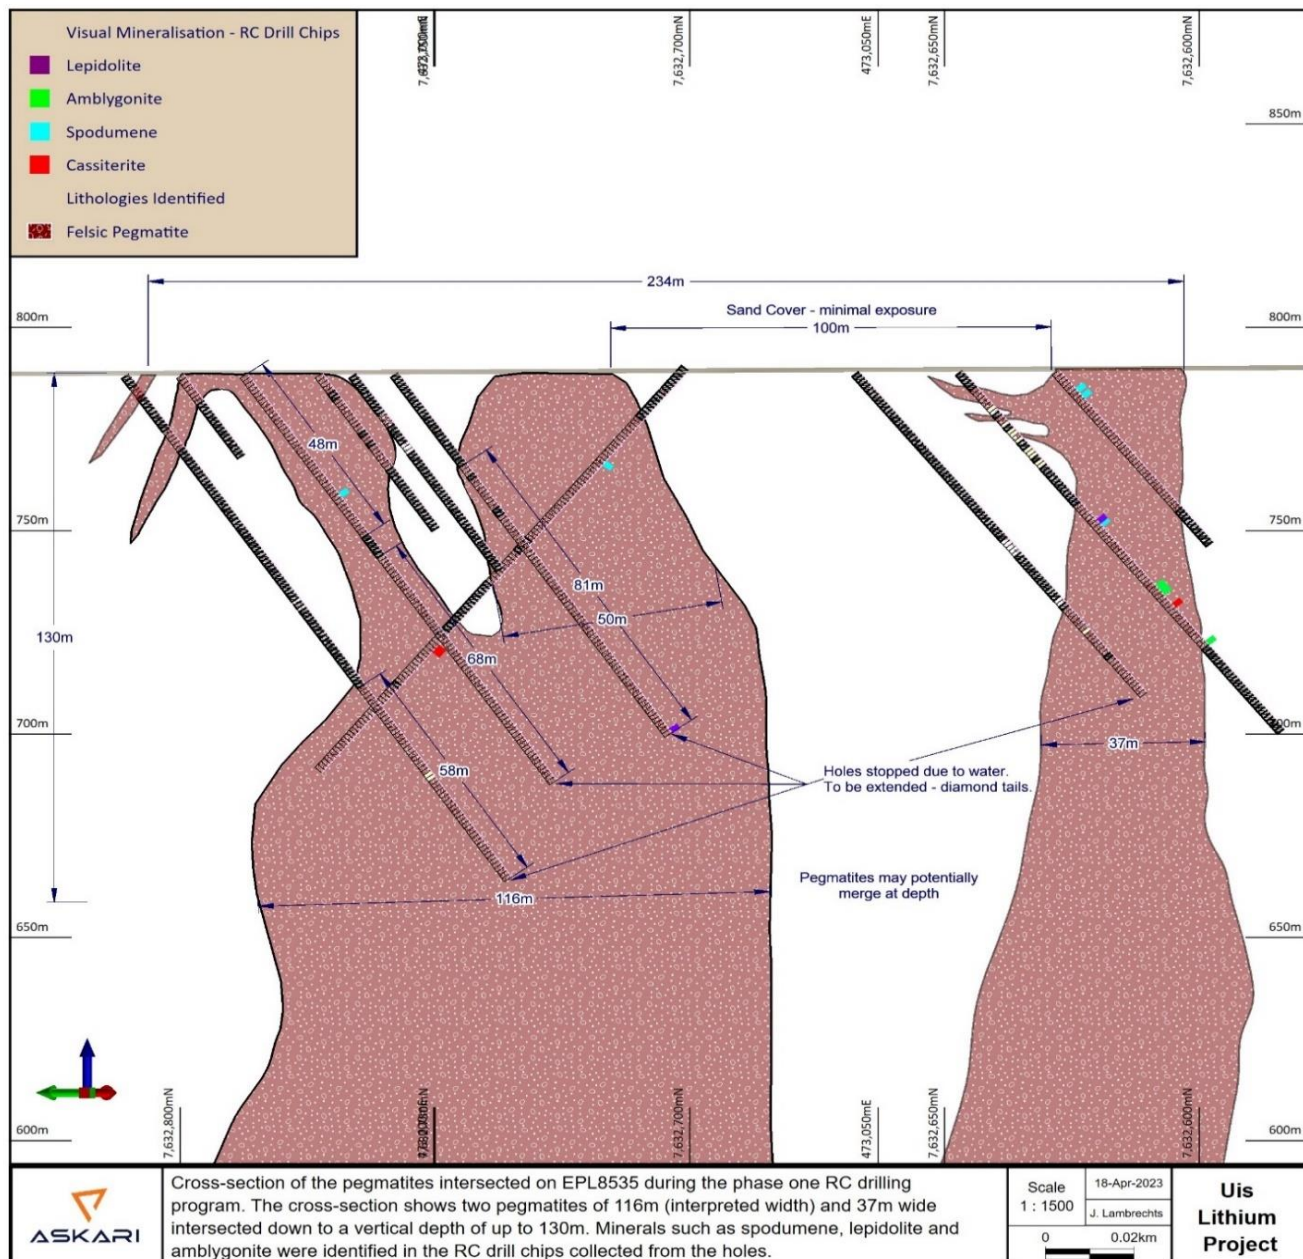 Visual Mineralisation - RC Drill Chips
Lepidolite
Amblygonite
Spodumene
Cassiterite
Lithologies Identified
Felsic Pegmatite
7,632,700mN
473,050mE
7,632,650mN
7,632,600mN
850m
850m
234m
Sand Cover - minimal exposure
100m
800m
800m
48m
750m
750m
81m
50m
130m
68m
700m
58m
37m
Holes stopped due to water.
To be extended - diamond tails.
Pegmatites may potentially
merge at depth
116m
650m
650m
600m
600m
7,632,800mN
7,632,700mN
473,050mE
7,632,650mN
7,632,600mN
ASKARI
Cross-section of the pegmatites intersected on EPL8535 during the phase one RC drilling
program. The cross-section shows two pegmatites of 116m (interpreted width) and 37m wide
intersected down to a vertical depth of up to 130m. Minerals such as spodumene, lepidolite and
amblygonite were identified in the RC drill chips collected from the holes.
Scale
1 : 1500
18-Apr-2023
J. Lambrechts
0 0.02km
Uis
Lithium
Project